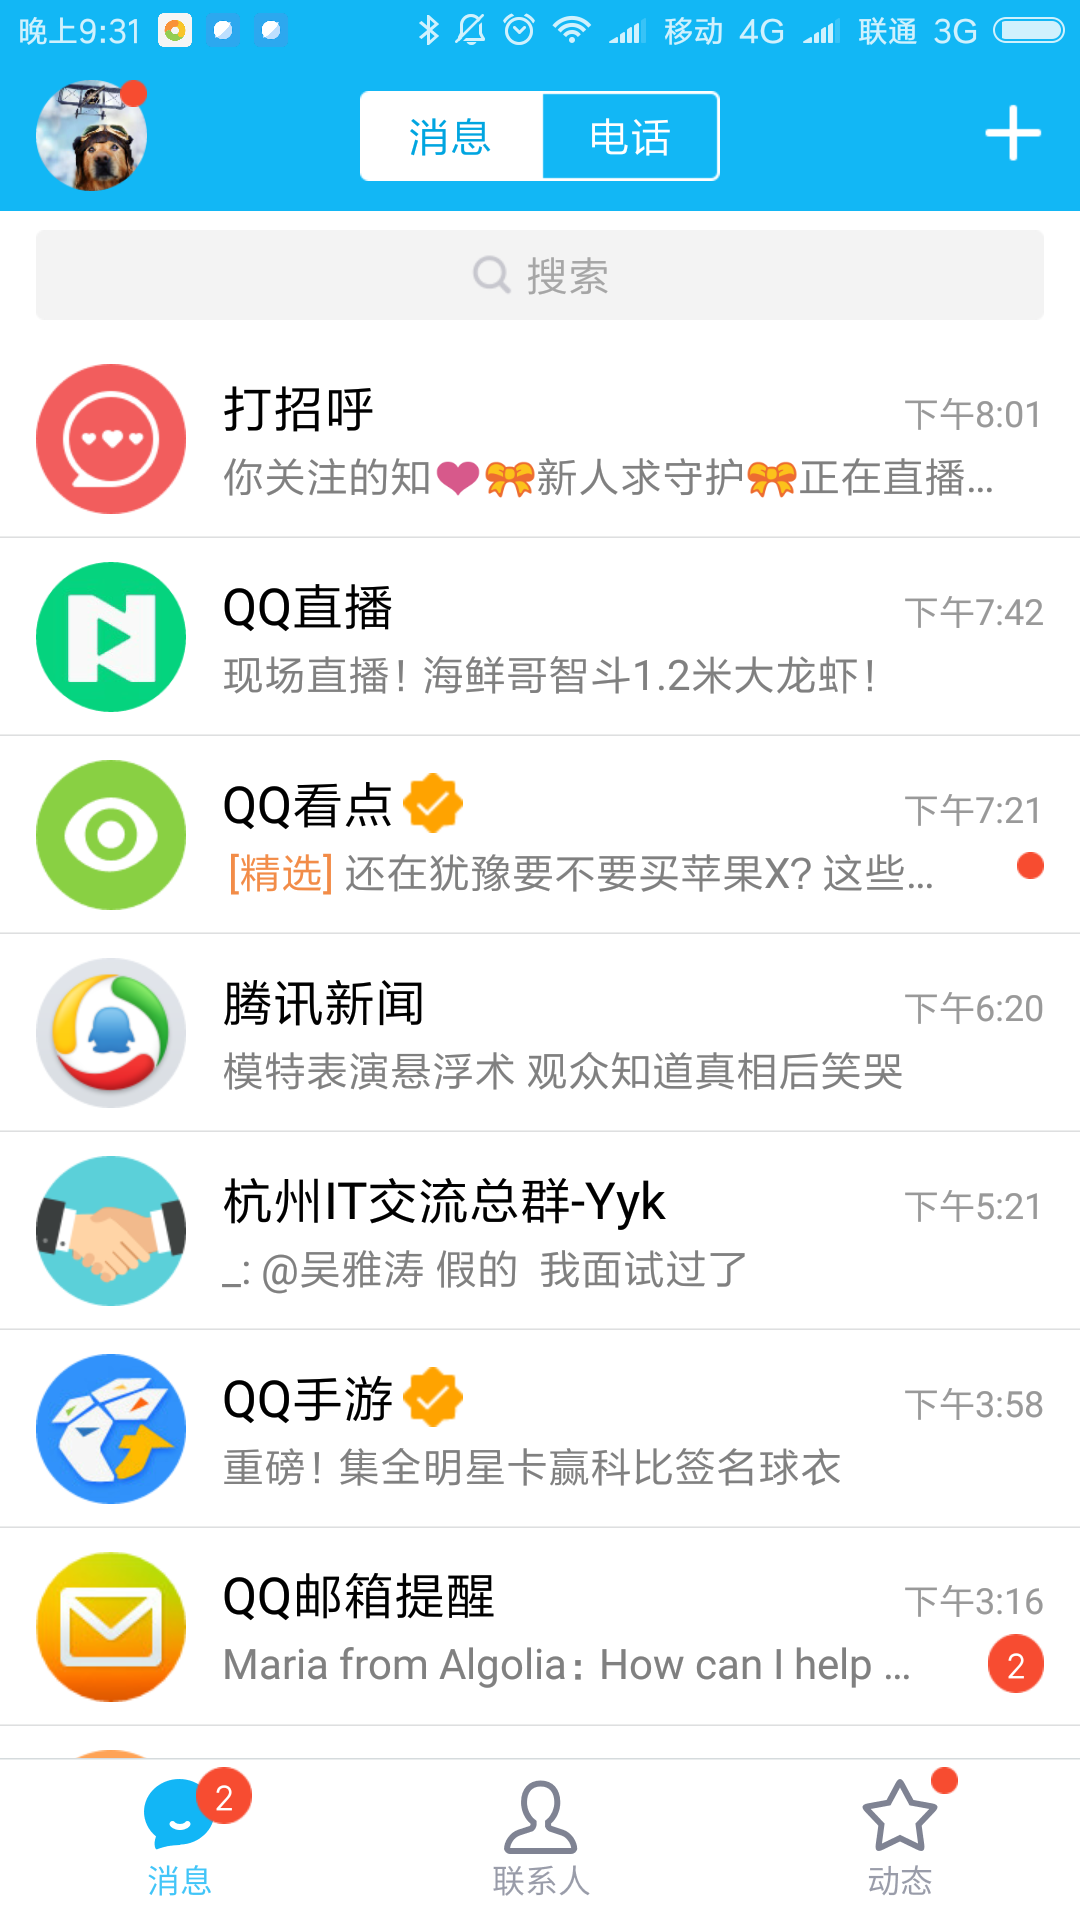 晚上9:31 移动 4G 联通 3G
消息 电话
搜索
打招呼 下午8:01
你关注的知💜🎀新人求守护🎀正在直播...
QQ直播 下午7:42
现场直播！海鲜哥智斗1.2米大龙虾！
QQ看点 下午7:21
[精选] 还在犹豫要不要买苹果X? 这些...
腾讯新闻 下午6:20
模特表演悬浮术 观众知道真相后笑哭
杭州IT交流总群-Yyk 下午5:21
_: @吴雅涛 假的 我面试过了
QQ手游 下午3:58
重磅！集全明星卡赢科比签名球衣
QQ邮箱提醒 下午3:16
Maria from Algolia：How can I help ... 2
2
消息 联系人 动态